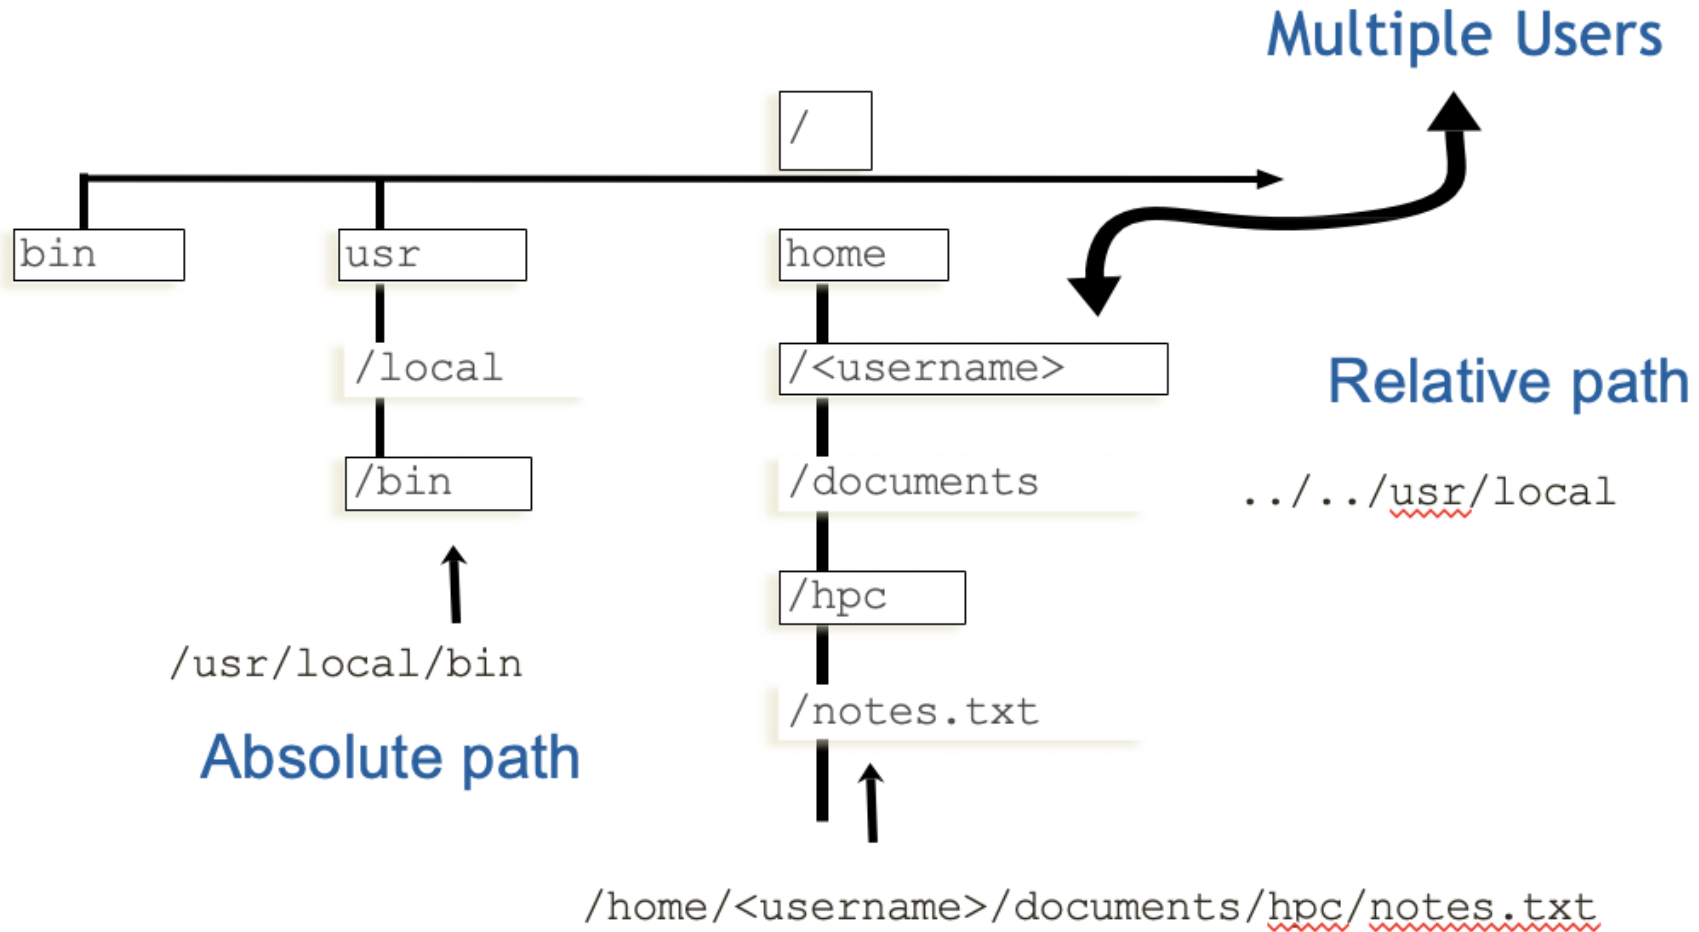 Multiple Users
/
bin
usr
home
/local
/<username>
Relative path
/bin
/documents
../../usr/local
/hpc
/usr/local/bin
/notes.txt
Absolute path
/home/<username>/documents/hpc/notes.txt